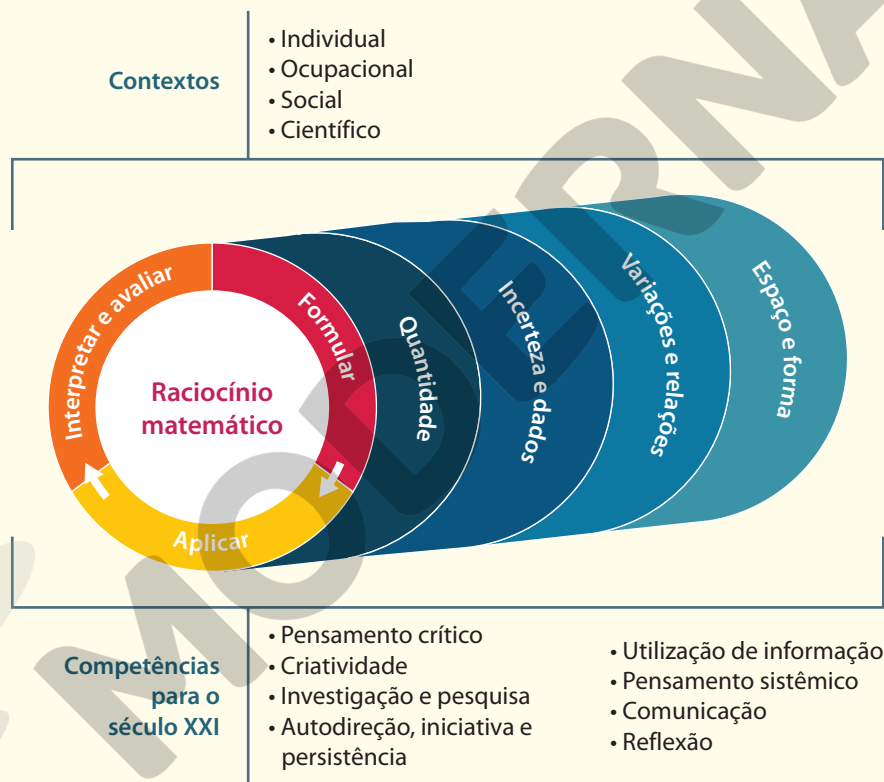 Contextos
• Individual
• Ocupacional
• Social
• Científico
Interpretar e avaliar
Formular
Aplicar
Raciocínio
matemático
Quantidade
Incerteza e dados
Variações e relações
Espaço e forma
Competências
para o
século XXI
• Pensamento crítico
• Criatividade
• Investigação e pesquisa
• Autodireção, iniciativa e
persistência
• Utilização de informação
• Pensamento sistêmico
• Comunicação
• Reflexão
MODERNA